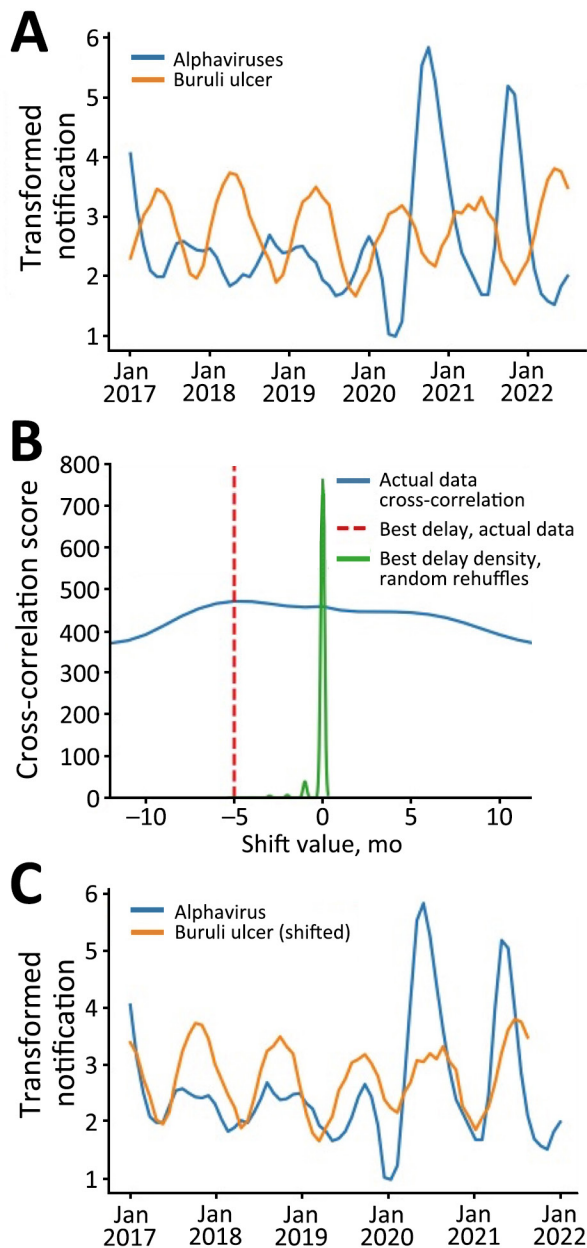 A
Transformed
notification
6
5
4
3
2
1
Alphaviruses
Buruli ulcer
Jan
2017
Jan
2018
Jan
2019
Jan
2020
Jan
2021
Jan
2022
B
Cross-correlation score
800
700
600
500
400
300
200
100
0
Actual data
cross-correlation
Best delay, actual data
Best delay density,
random rehuffles
−10
−5
0
5
10
Shift value, mo
C
Transformed
notification
6
5
4
3
2
1
Alphavirus
Buruli ulcer (shifted)
Jan
2017
Jan
2018
Jan
2019
Jan
2020
Jan
2021
Jan
2022